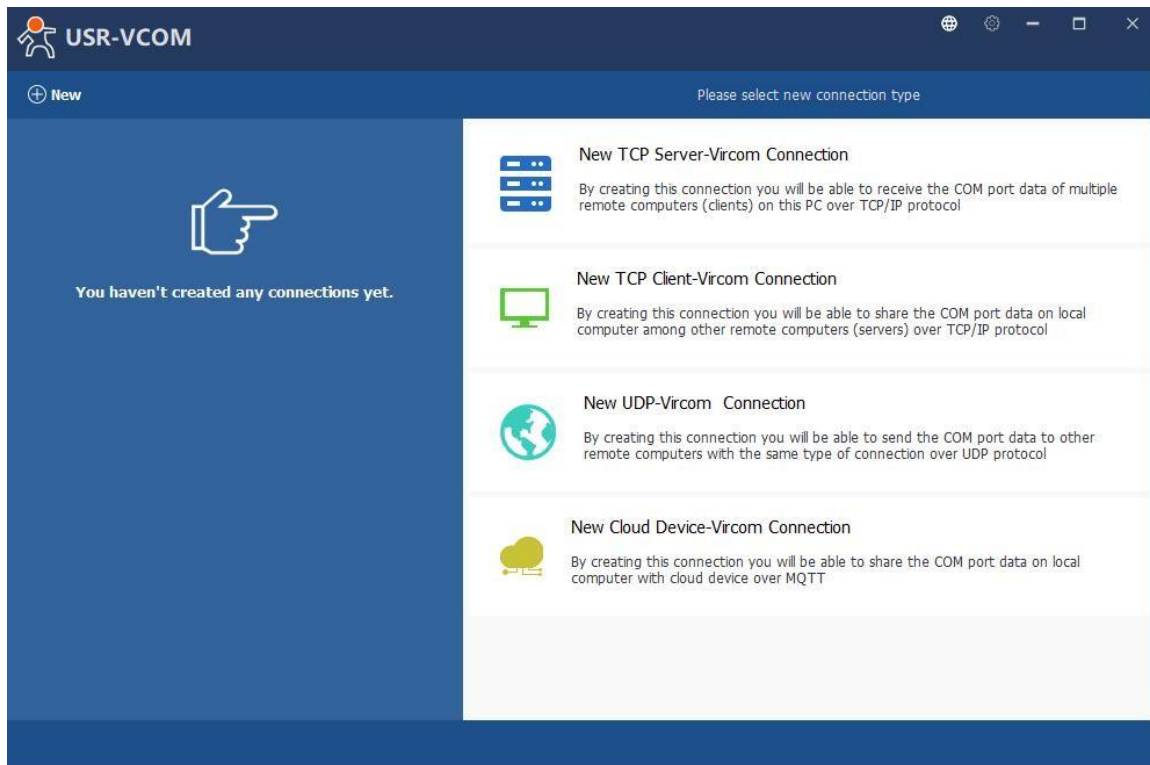 USR-VCOM
New
Please select new connection type
You haven't created any connections yet.
New TCP Server-Vircom Connection
By creating this connection you will be able to receive the COM port data of multiple
remote computers (clients) on this PC over TCP/IP protocol
New TCP Client-Vircom Connection
By creating this connection you will be able to share the COM port data on local
computer among other remote computers (servers) over TCP/IP protocol
New UDP-Vircom Connection
By creating this connection you will be able to send the COM port data to other
remote computers with the same type of connection over UDP protocol
New Cloud Device-Vircom Connection
By creating this connection you will be able to share the COM port data on local
computer with cloud device over MQTT